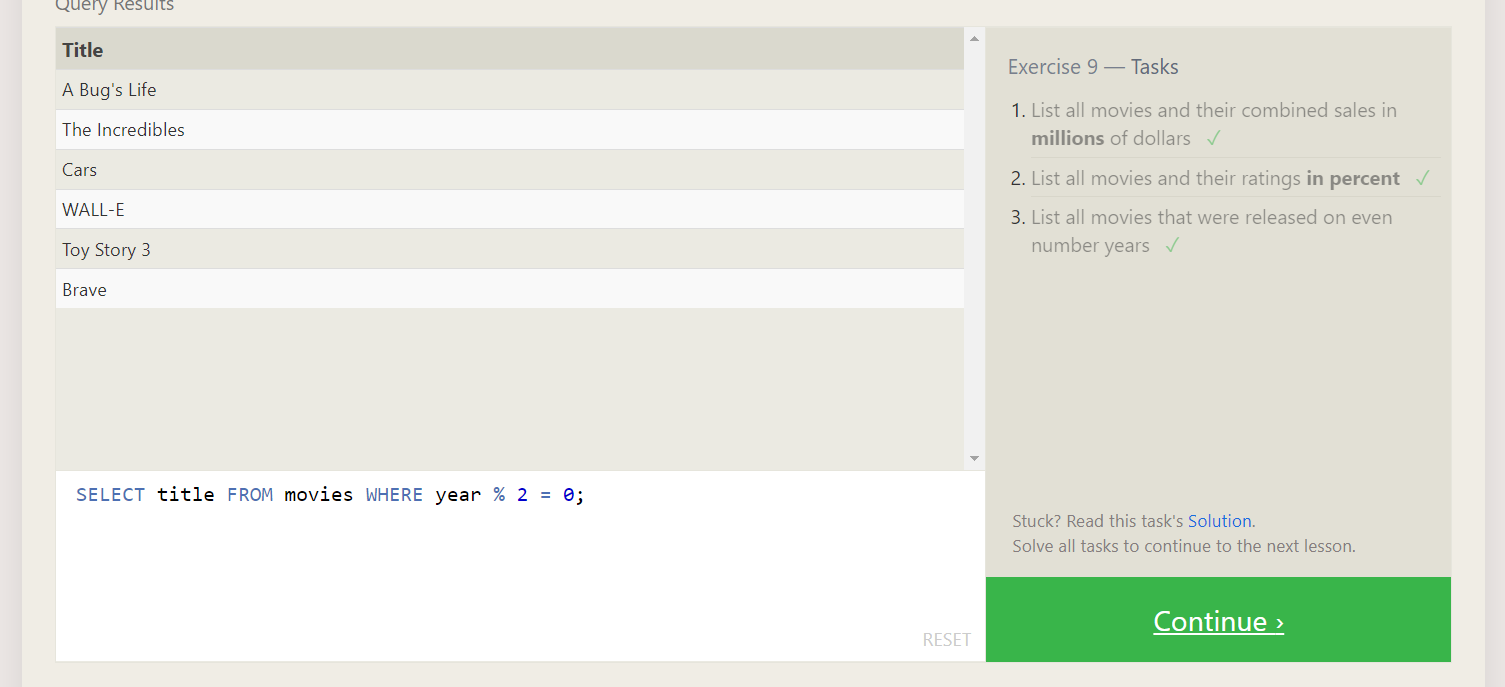 Query Results
Title
A Bug's Life
The Incredibles
Cars
WALL-E
Toy Story 3
Brave
SELECT title FROM movies WHERE year % 2 = 0;
RESET
Exercise 9 — Tasks
1. List all movies and their combined sales in
millions of dollars ✓
2. List all movies and their ratings in percent ✓
3. List all movies that were released on even
number years ✓
Stuck? Read this task's Solution.
Solve all tasks to continue to the next lesson.
Continue ›